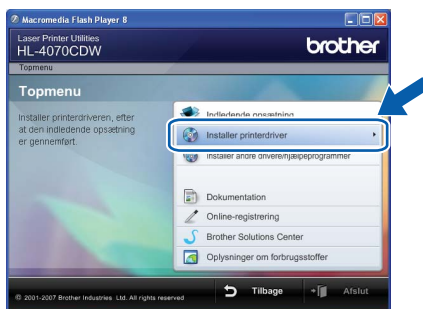 Macromedia Flash Player 8
Laser Printer Utilities
HL-4070CDW
brother
Topmenu
Topmenu
Installer printerdriveren, efter
at den indledende opsætning
er gennemført.
Indledende opsætning
Installer printerdriver
Installer andre drivere/hjælpeprogrammer
Dokumentation
Online-registrering
Brother Solutions Center
Oplysninger om forbrugsstoffer
© 2001-2007 Brother Industries, Ltd. All rights reserved
Tilbage
Afslut